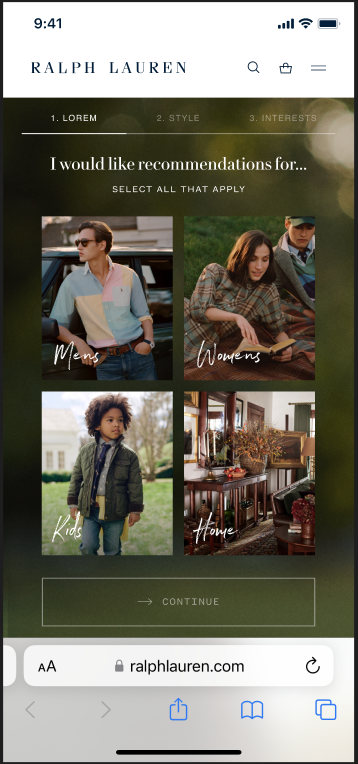 9:41
RALPH LAUREN
1. LOREM 2. STYLE 3. INTERESTS
I would like recommendations for...
SELECT ALL THAT APPLY
Mens Womens
Kids Home
→ CONTINUE
AA ralphlauren.com